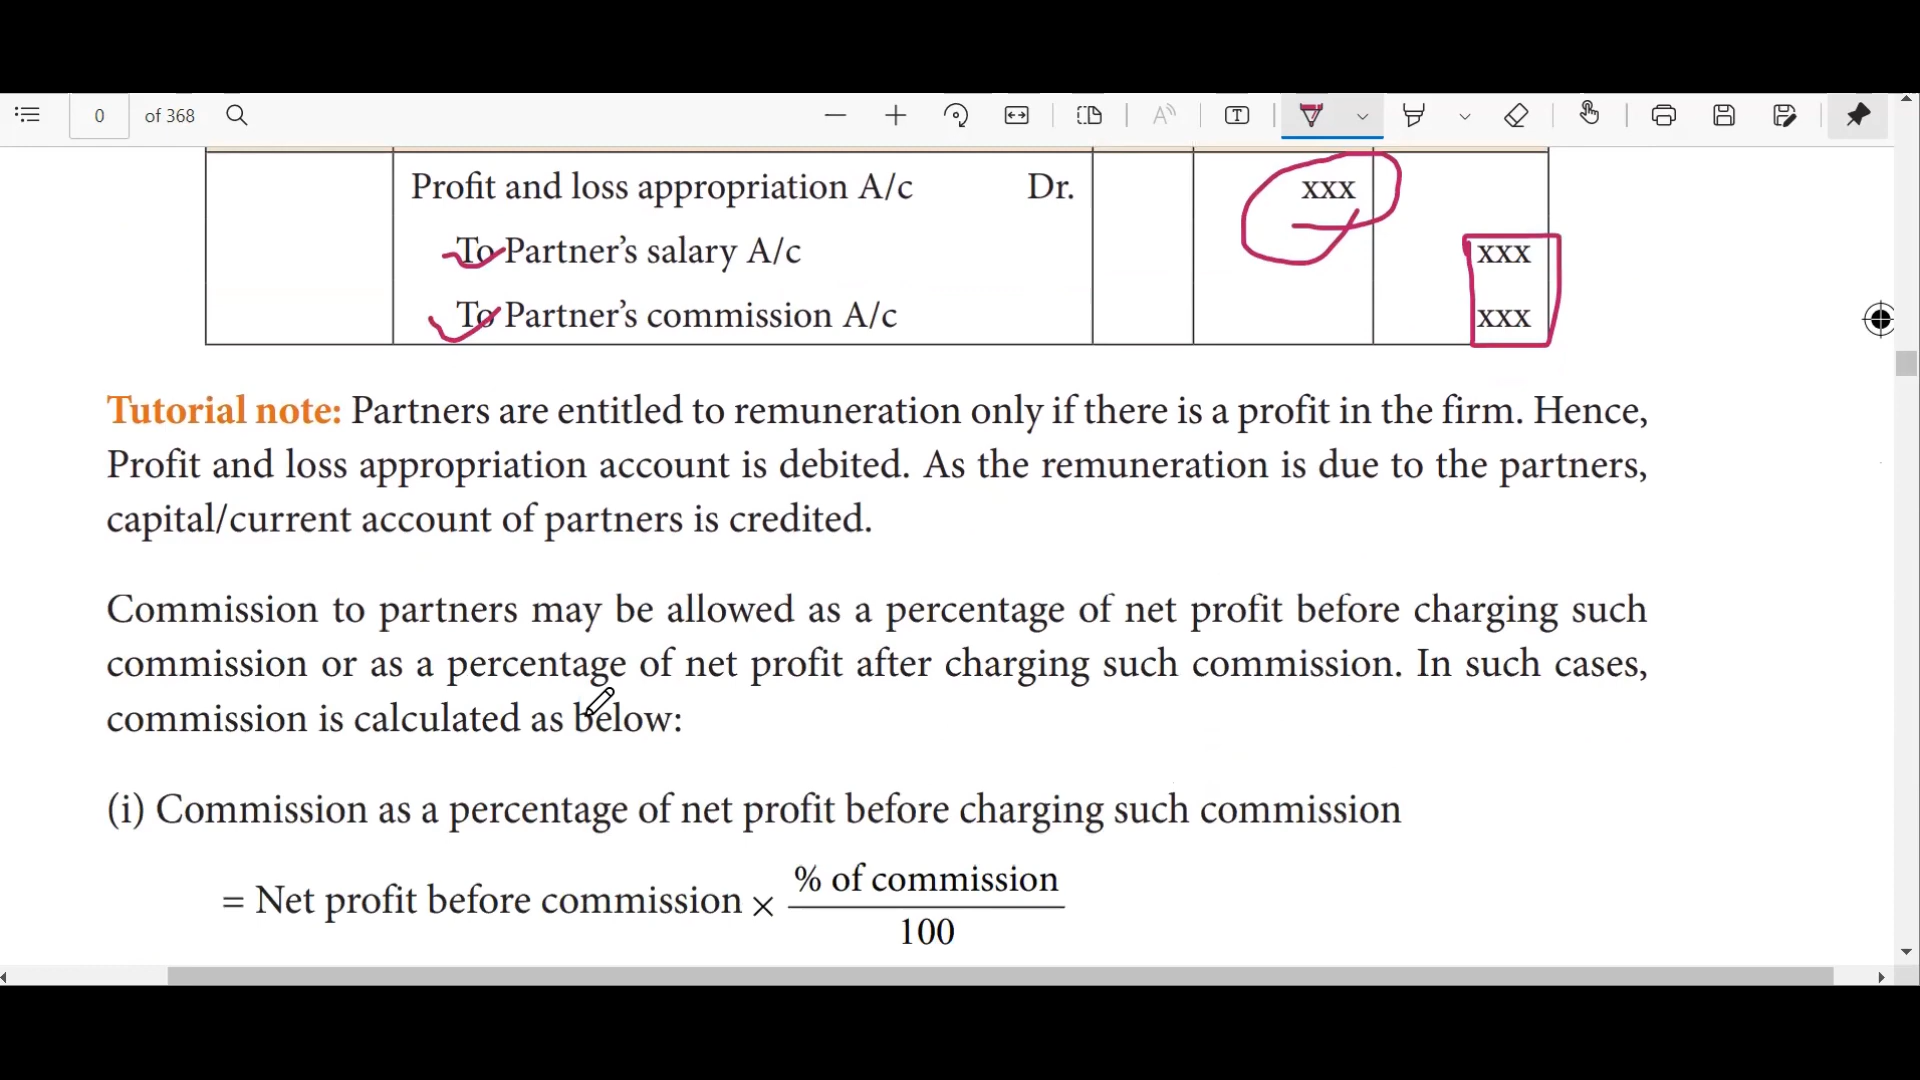 0 of 368
Profit and loss appropriation A/c Dr. xxx
To Partner's salary A/c xxx
To Partner's commission A/c xxx
Tutorial note: Partners are entitled to remuneration only if there is a profit in the firm. Hence,
Profit and loss appropriation account is debited. As the remuneration is due to the partners,
capital/current account of partners is credited.
Commission to partners may be allowed as a percentage of net profit before charging such
commission or as a percentage of net profit after charging such commission. In such cases,
commission is calculated as below:
(i) Commission as a percentage of net profit before charging such commission
= Net profit before commission × % of commission
100